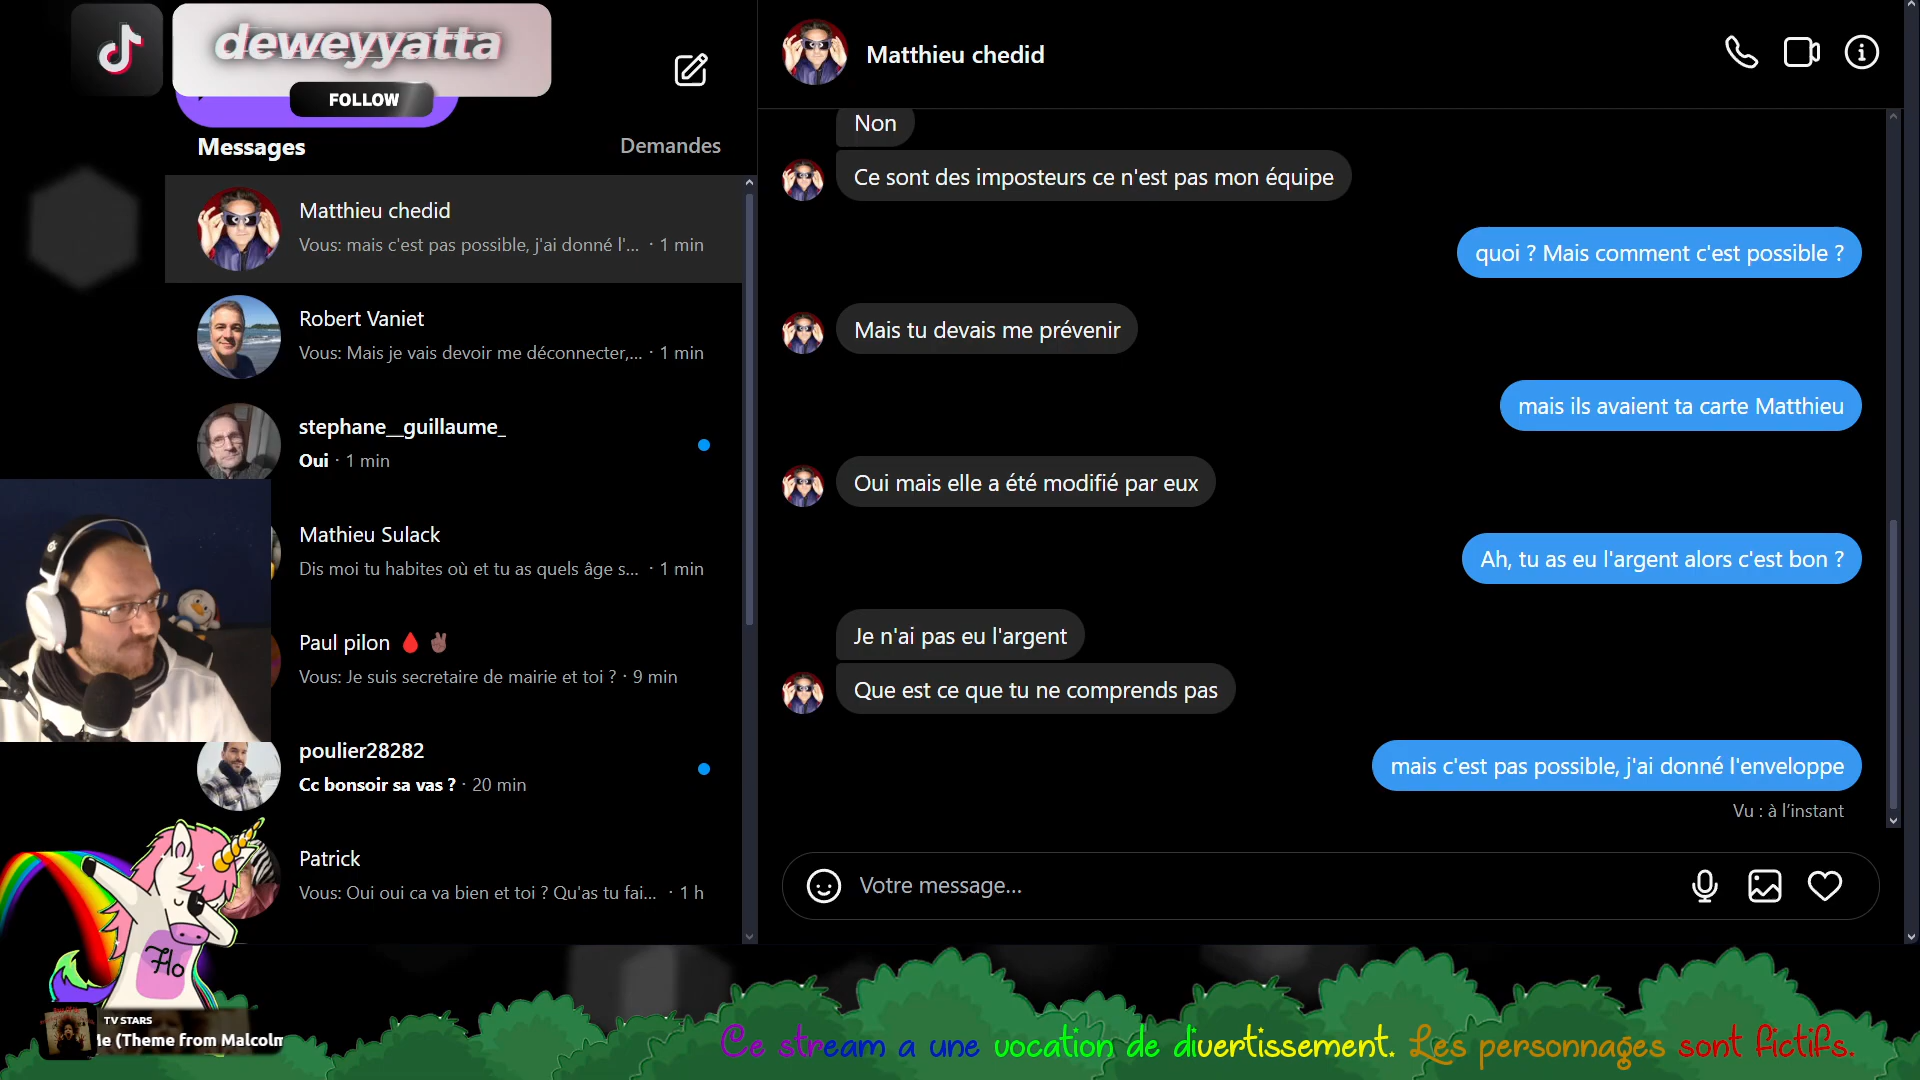 deweyyatta
FOLLOW
Messages
Demandes
Matthieu chedid
Vous: mais c'est pas possible, j'ai donné l'... · 1 min
Robert Vaniet
Vous: Mais je vais devoir me déconnecter,... · 1 min
stephane__guillaume_
Oui · 1 min
Mathieu Sulack
Dis moi tu habites où et tu as quels âge s... · 1 min
Paul pilon 🩸 ✌🏿
Vous: Je suis secretaire de mairie et toi ? · 9 min
poulier28282
Cc bonsoir sa vas ? · 20 min
Patrick
Vous: Oui oui ca va bien et toi ? Qu'as tu fai... · 1 h
Matthieu chedid
Non
Ce sont des imposteurs ce n'est pas mon équipe
quoi ? Mais comment c'est possible ?
Mais tu devais me prévenir
mais ils avaient ta carte Matthieu
Oui mais elle a été modifié par eux
Ah, tu as eu l'argent alors c'est bon ?
Je n'ai pas eu l'argent
Que est ce que tu ne comprends pas
mais c'est pas possible, j'ai donné l'enveloppe
Vu : à l'instant
Votre message...
Flo
TV STARS
(Theme from Malcolm
Ce stream a une vocation de divertissement. Les personnages sont fictifs.